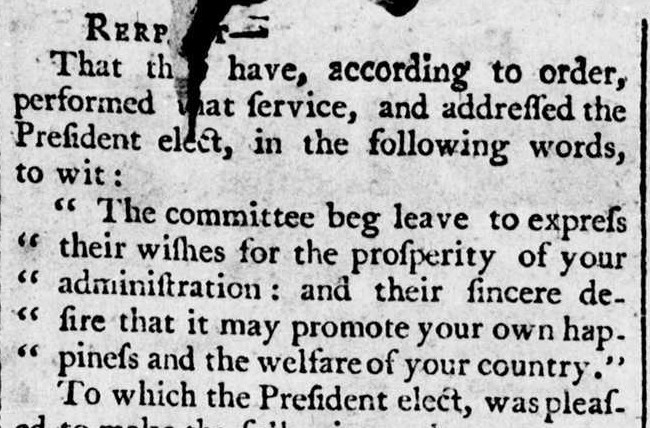 That th have, according to order,
performed that ſervice, and addreſſed the
Preſident elect, in the following words,
to wit:
“ The committee beg leave to expreſs
“ their wiſhes for the proſperity of your
“ adminiſtration: and their ſincere de-
“ ſire that it may promote your own hap-
“ pineſs and the welfare of your country.”
To which the Preſident elect, was pleaſ-